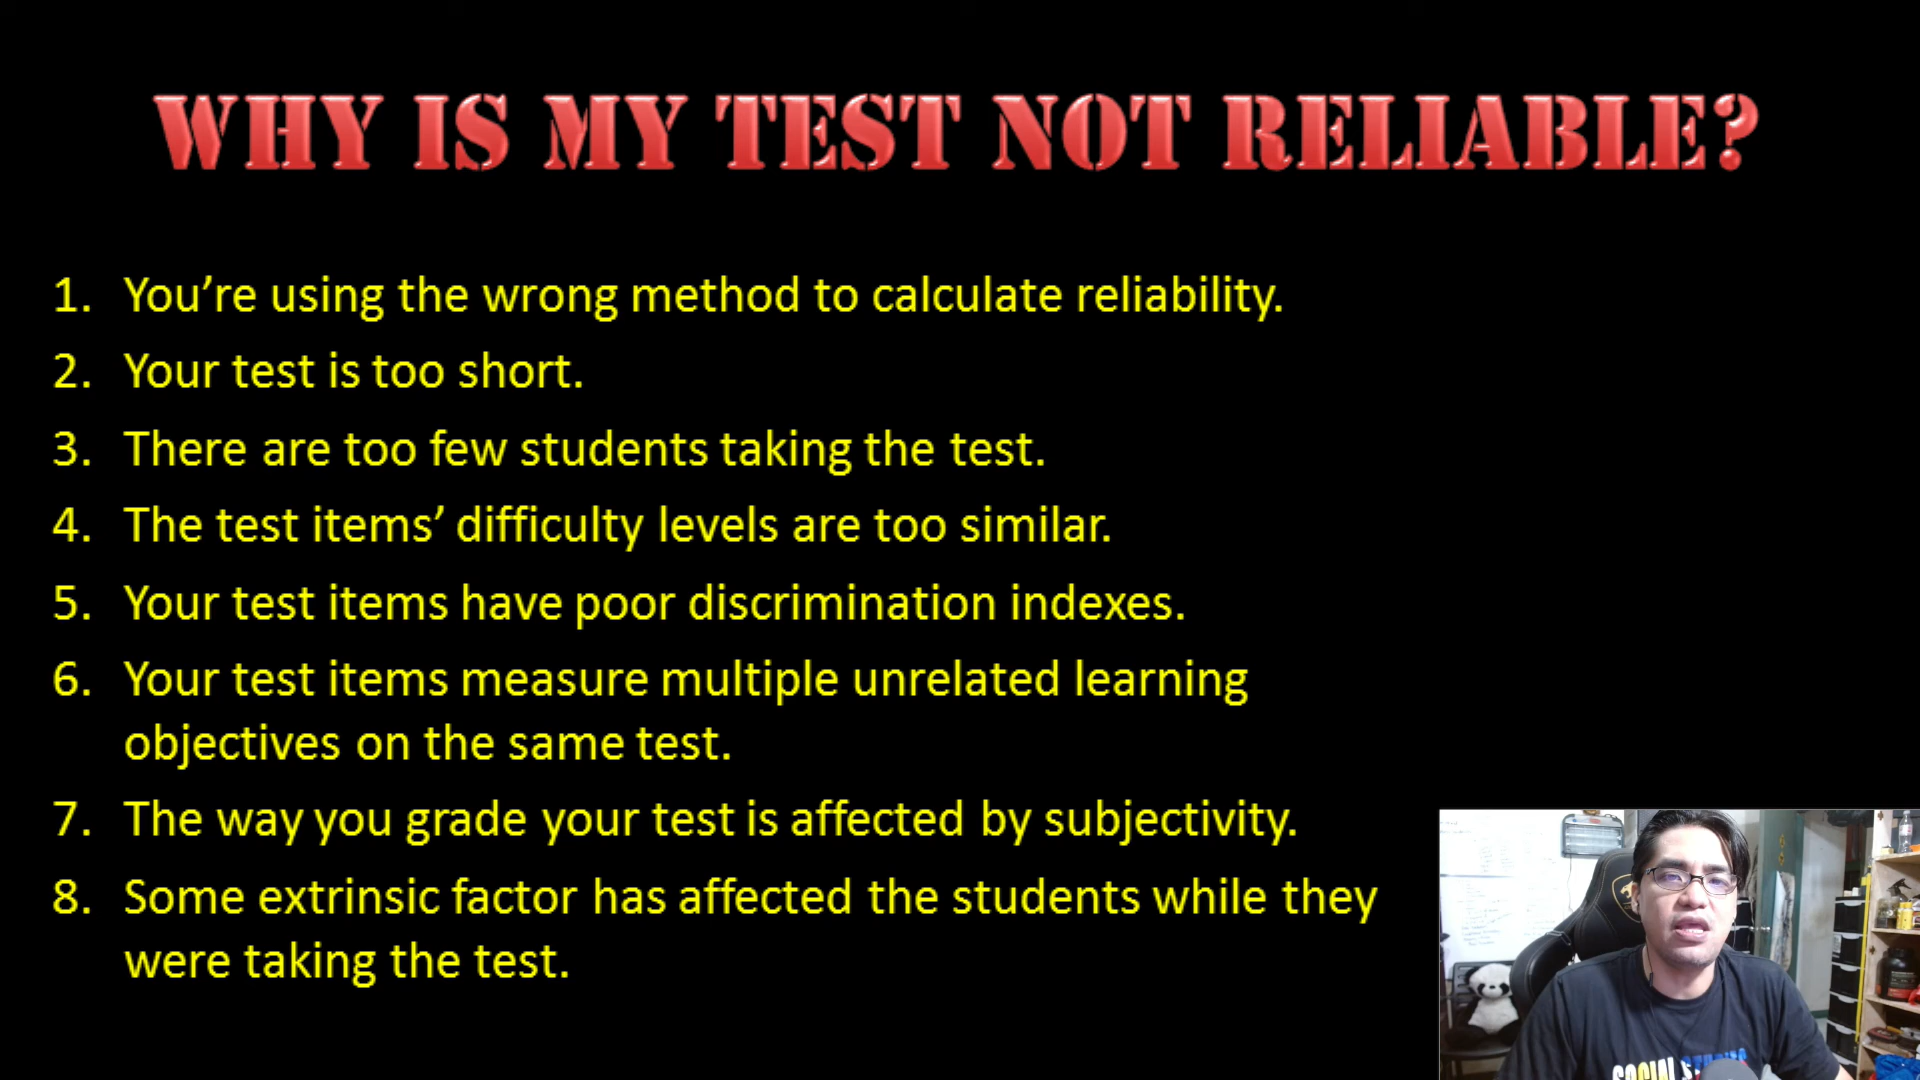 WHY IS MY TEST NOT RELIABLE?
1. You’re using the wrong method to calculate reliability.
2. Your test is too short.
3. There are too few students taking the test.
4. The test items’ difficulty levels are too similar.
5. Your test items have poor discrimination indexes.
6. Your test items measure multiple unrelated learning
objectives on the same test.
7. The way you grade your test is affected by subjectivity.
8. Some extrinsic factor has affected the students while they
were taking the test.
SOCIAL